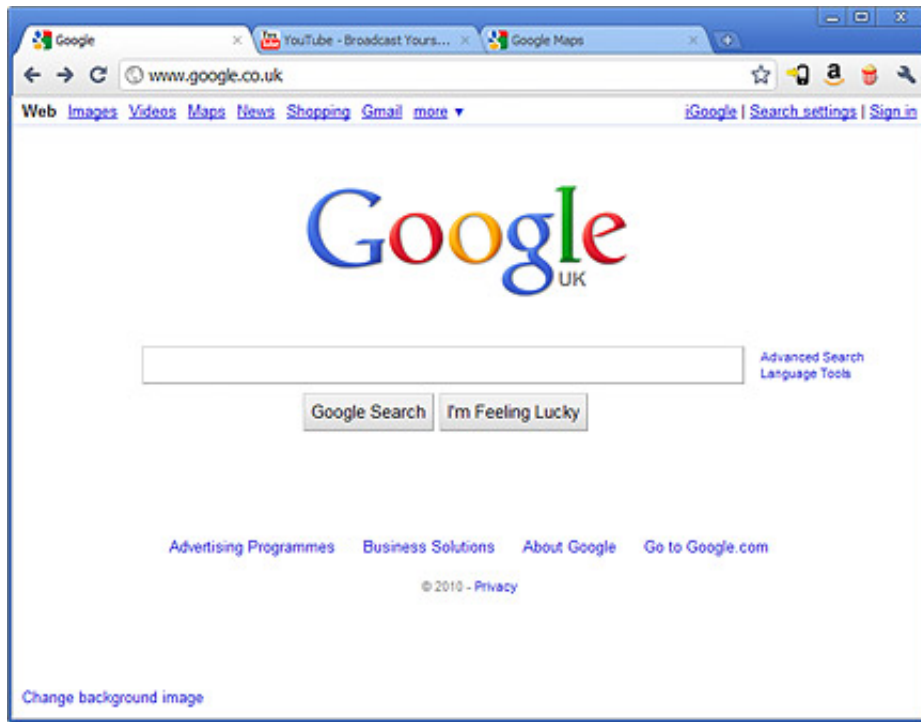 Google YouTube - Broadcast Yours... Google Maps
www.google.co.uk
Web Images Videos Maps News Shopping Gmail more ▼ iGoogle | Search settings | Sign in
Google
UK
Advanced Search
Language Tools
Google Search I'm Feeling Lucky
Advertising Programmes Business Solutions About Google Go to Google.com
© 2010 - Privacy
Change background image